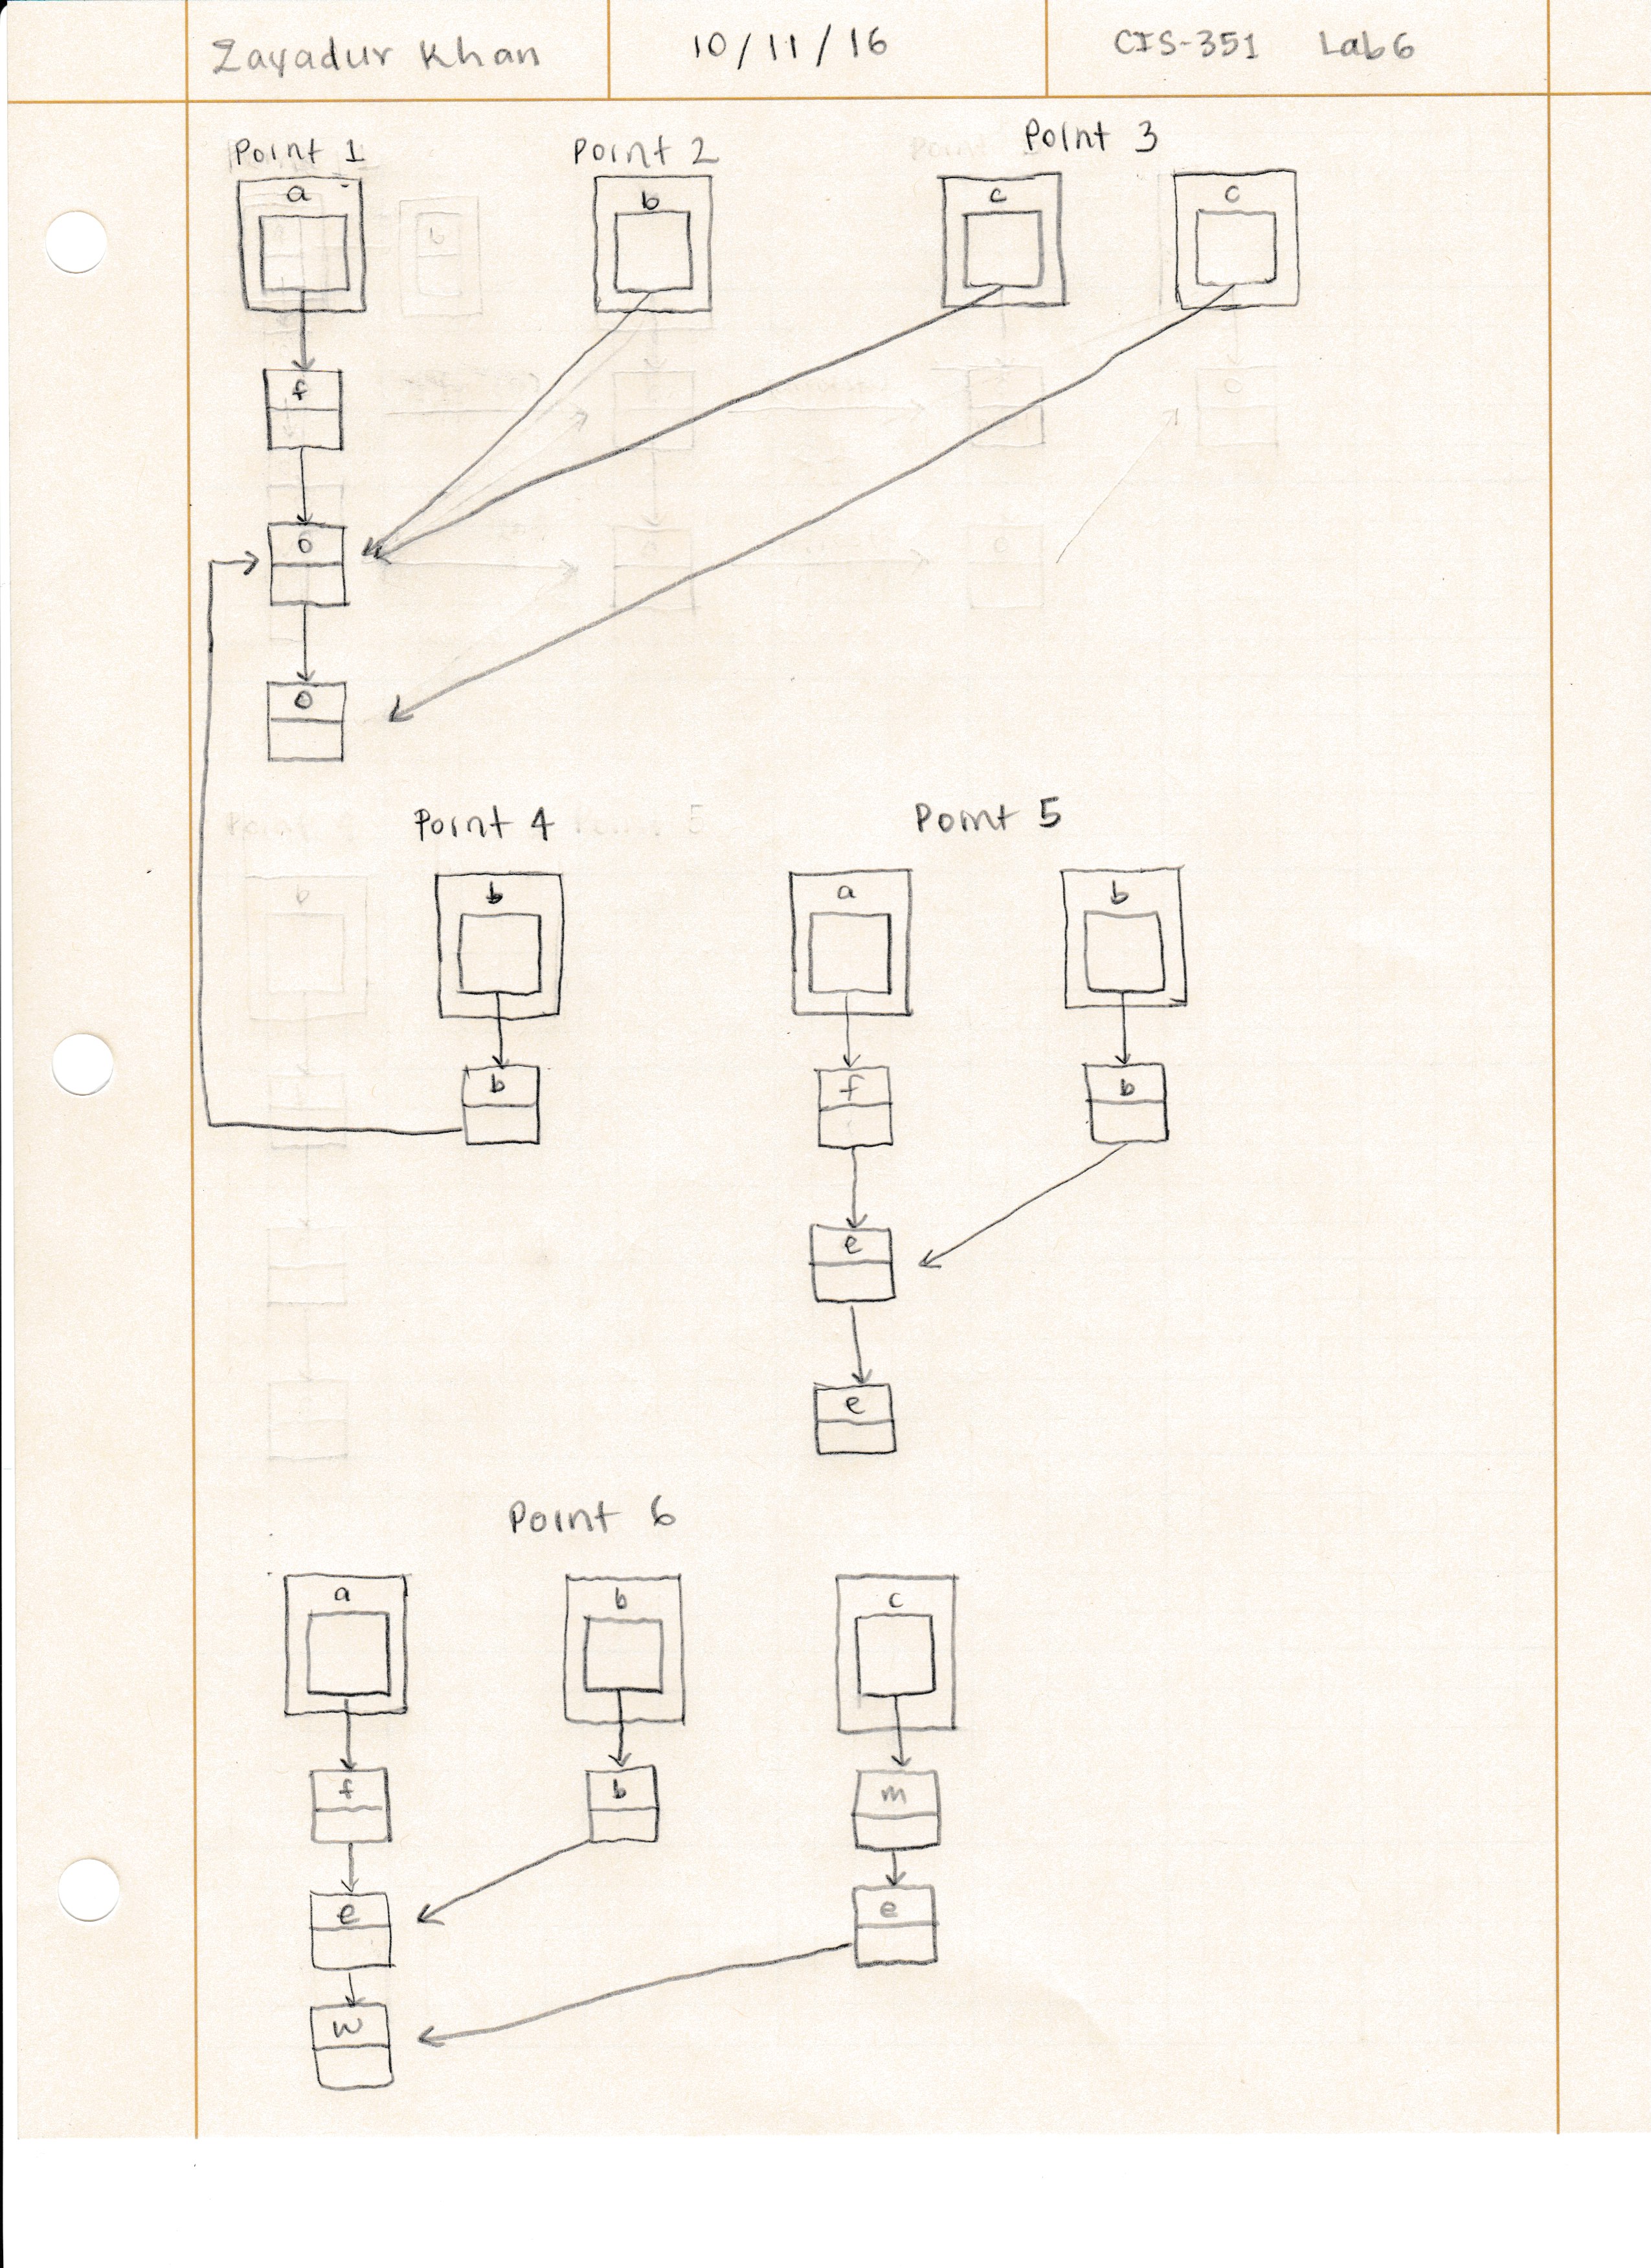 Zayadur Khan 10/11/16 CIS-351 Lab6
Point 1 Point 2 Point 3
a b c c
b
f
o
o
Point 4 Point 5
b a b
b f b
e
e
Point 6
a b c
f b m
e e
w